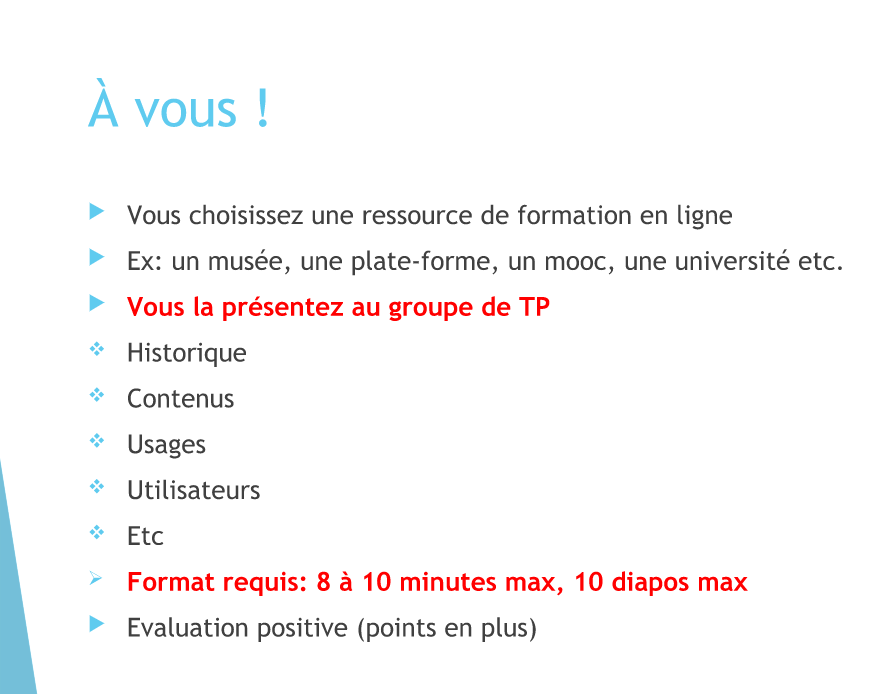 À vous !
Vous choisissez une ressource de formation en ligne
Ex: un musée, une plate-forme, un mooc, une université etc.
Vous la présentez au groupe de TP
Historique
Contenus
Usages
Utilisateurs
Etc
Format requis: 8 à 10 minutes max, 10 diapos max
Evaluation positive (points en plus)